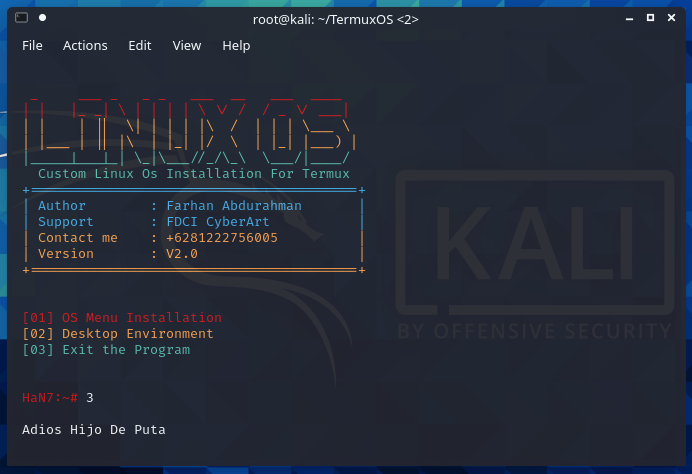 root@kali: ~/TermuxOS <2>
File Actions Edit View Help
LINUX OS
Custom Linux Os Installation For Termux
Author : Farhan Abdurahman
Support : FDCI CyberArt
Contact me : +6281222756005
Version : V2.0
[01] OS Menu Installation
[02] Desktop Environment
[03] Exit the Program
HaN7:~# 3
Adios Hijo De Puta
KALI
BY OFFENSIVE SECURITY